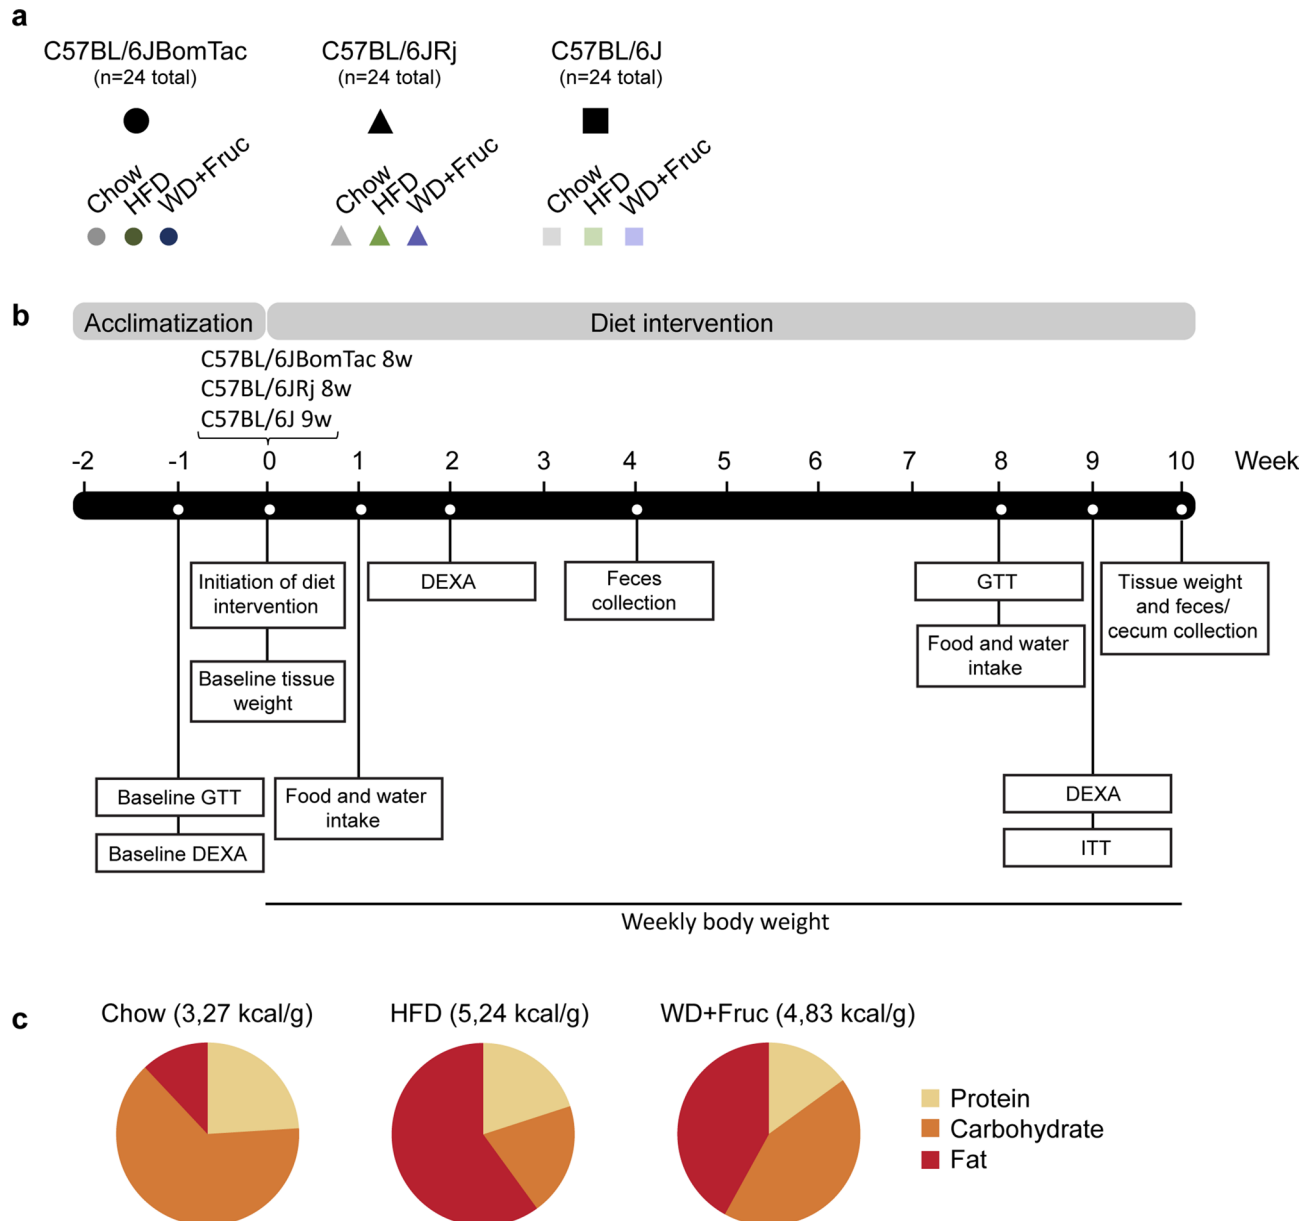 a
C57BL/6JBomTac
(n=24 total)
Chow
HFD
WD+Fruc
C57BL/6JRj
(n=24 total)
Chow
HFD
WD+Fruc
C57BL/6J
(n=24 total)
Chow
HFD
WD+Fruc
b
Acclimatization
Diet intervention
C57BL/6JBomTac 8w
C57BL/6JRj 8w
C57BL/6J 9w
-2 -1 0 1 2 3 4 5 6 7 8 9 10 Week
Initiation of diet
intervention
Baseline tissue
weight
Baseline GTT
Baseline DEXA
Food and water
intake
DEXA
Feces
collection
GTT
Food and water
intake
Tissue weight
and feces/
cecum collection
DEXA
ITT
Weekly body weight
c
Chow (3,27 kcal/g)
HFD (5,24 kcal/g)
WD+Fruc (4,83 kcal/g)
Protein
Carbohydrate
Fat